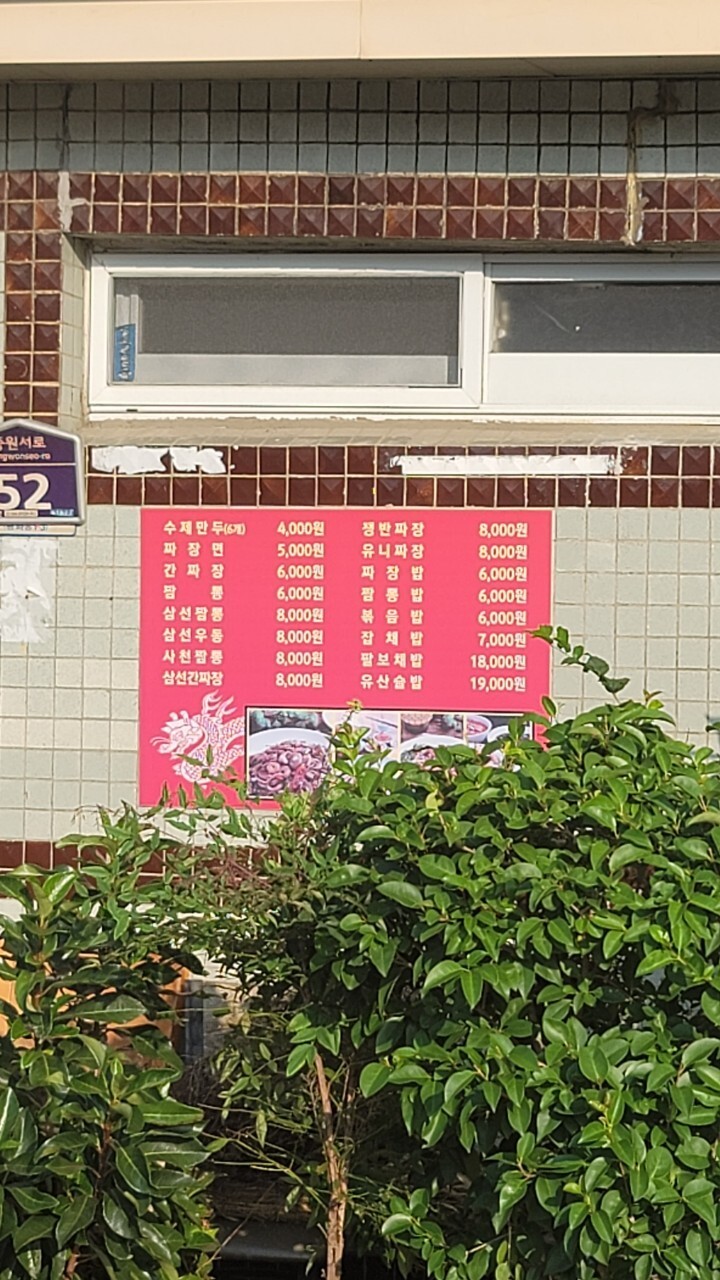 중원서로
ngwonseo-ro
52
수제만두(6개) 4,000원
짜장면 5,000원
간짜장 6,000원
짬뽕 6,000원
삼선짬뽕 8,000원
삼선우동 8,000원
사천짬뽕 8,000원
삼선간짜장 8,000원
쟁반짜장 8,000원
유니짜장 8,000원
짜장밥 6,000원
짬뽕밥 6,000원
볶음밥 6,000원
잡채밥 7,000원
팔보채밥 18,000원
유산슬밥 19,000원